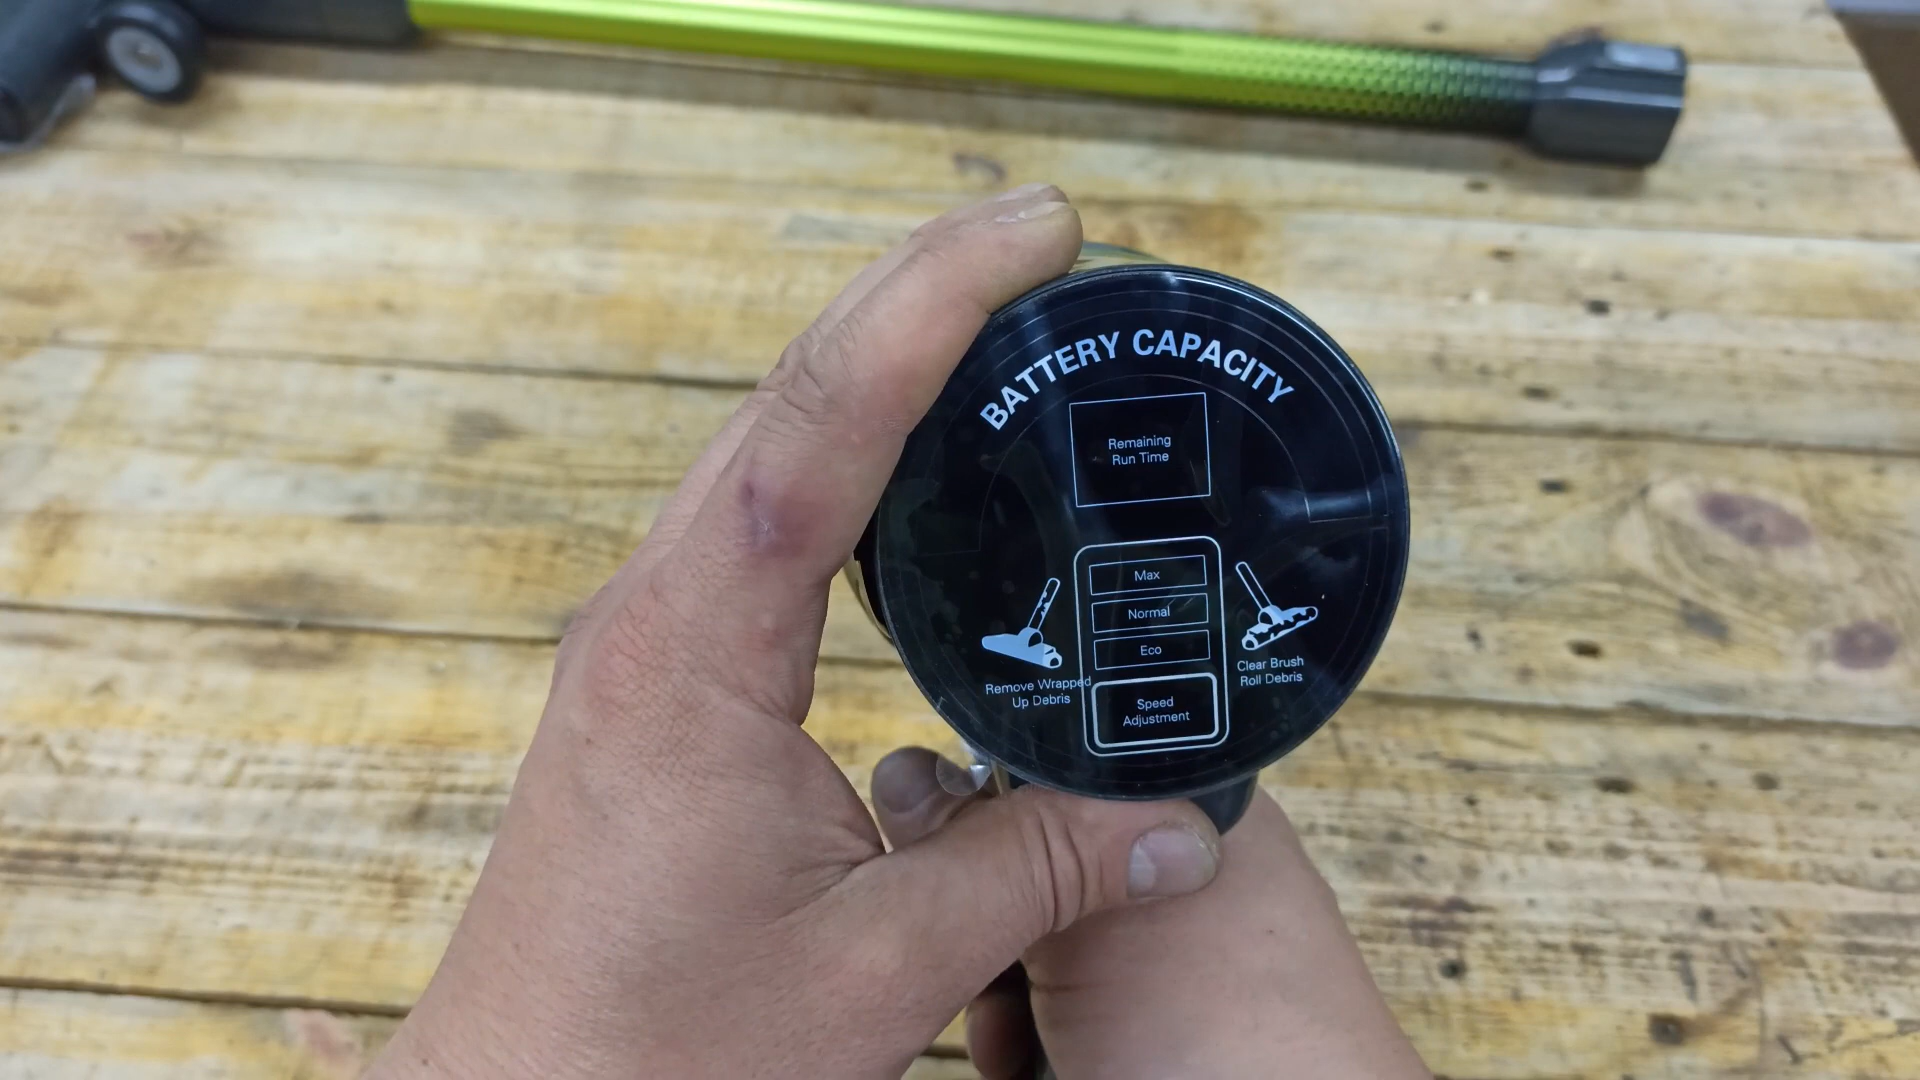 BATTERY CAPACITY
Remaining
Run Time
Max
Normal
Eco
Speed
Adjustment
Remove Wrapped
Up Debris
Clear Brush
Roll Debris